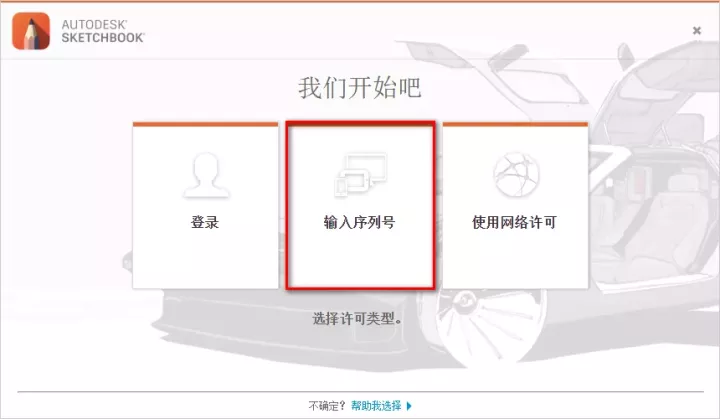 AUTODESK®
SKETCHBOOK®
我们开始吧
登录
输入序列号
使用网络许可
选择许可类型。
不确定? 帮助我选择